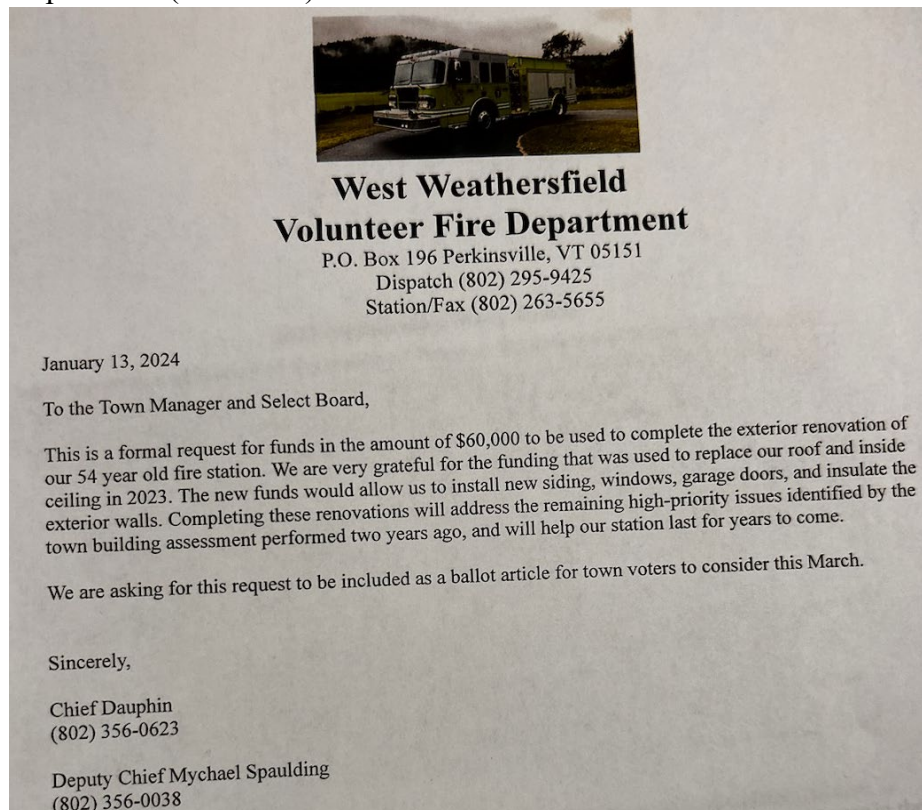 West Weathersfield
Volunteer Fire Department
P.O. Box 196 Perkinsville, VT 05151
Dispatch (802) 295-9425
Station/Fax (802) 263-5655
January 13, 2024
To the Town Manager and Select Board,
This is a formal request for funds in the amount of $60,000 to be used to complete the exterior renovation of
our 54 year old fire station. We are very grateful for the funding that was used to replace our roof and inside
ceiling in 2023. The new funds would allow us to install new siding, windows, garage doors, and insulate the
exterior walls. Completing these renovations will address the remaining high-priority issues identified by the
town building assessment performed two years ago, and will help our station last for years to come.
We are asking for this request to be included as a ballot article for town voters to consider this March.
Sincerely,
Chief Dauphin
(802) 356-0623
Deputy Chief Mychael Spaulding
(802) 356-0038